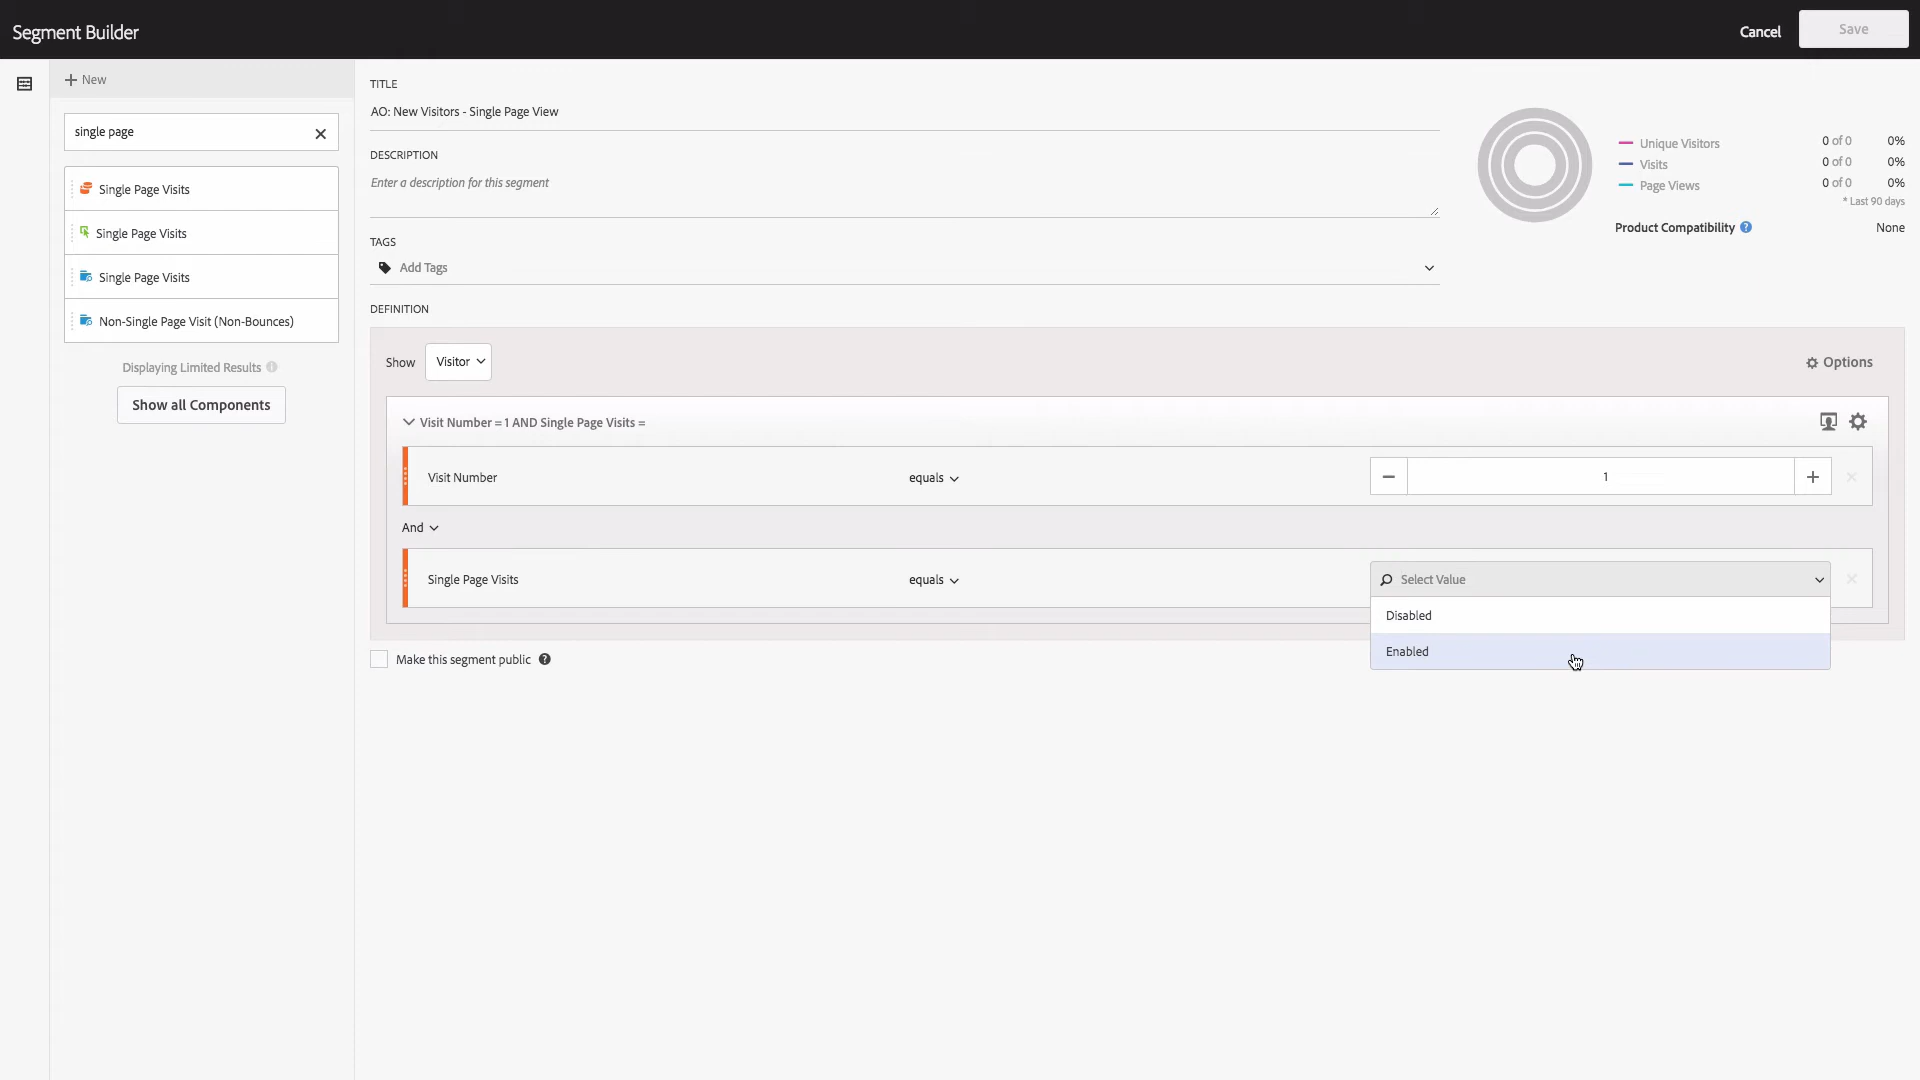 Segment Builder
Cancel
Save
New
single page
Single Page Visits
Single Page Visits
Single Page Visits
Non-Single Page Visit (Non-Bounces)
Displaying Limited Results
Show all Components
TITLE
AO: New Visitors - Single Page View
DESCRIPTION
Enter a description for this segment
TAGS
Add Tags
Unique Visitors 0 of 0 0%
Visits 0 of 0 0%
Page Views 0 of 0 0%
* Last 90 days
Product Compatibility ? None
DEFINITION
Show Visitor
Options
Visit Number = 1 AND Single Page Visits =
Visit Number equals 1
And
Single Page Visits equals Select Value
Disabled
Enabled
Make this segment public ?